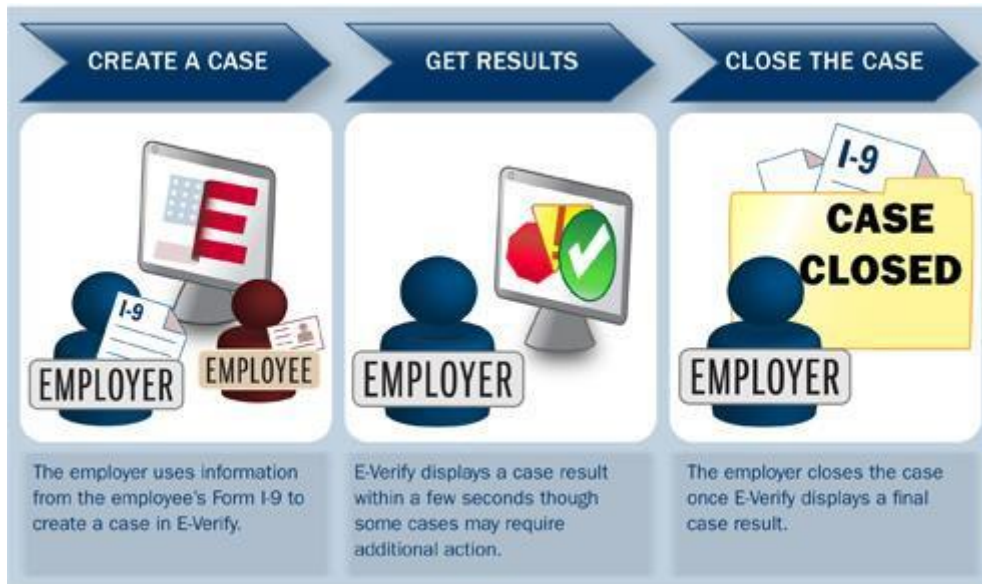 CREATE A CASE
I-9
EMPLOYER
EMPLOYEE
The employer uses information
from the employee's Form I-9 to
create a case in E-Verify.
GET RESULTS
EMPLOYER
E-Verify displays a case result
within a few seconds though
some cases may require
additional action.
CLOSE THE CASE
I-9
CASE
CLOSED
EMPLOYER
The employer closes the case
once E-Verify displays a final
case result.